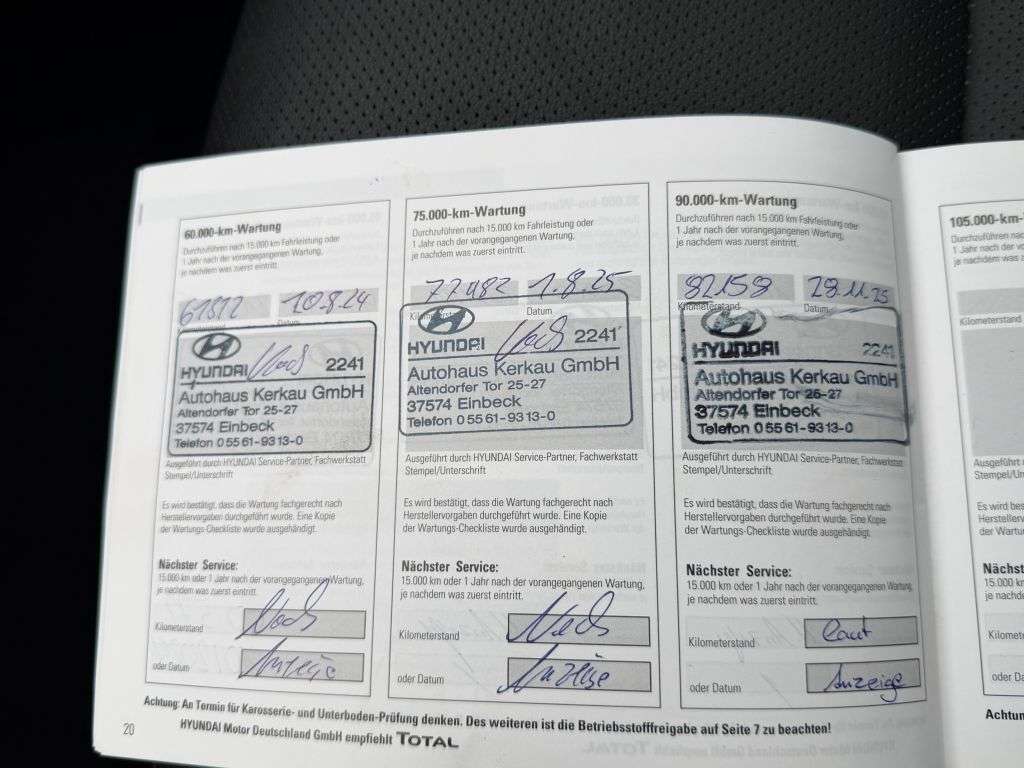 60.000-km-Wartung
Durchzuführen nach 15.000 km Fahrleistung oder
1 Jahr nach der vorangegangenen Wartung,
je nachdem was zuerst eintritt.
61812 10.8.24
Datum
HYUNDAI 2241
Autohaus Kerkau GmbH
Altendorfer Tor 25-27
37574 Einbeck
Telefon 0 55 61-93 13-0
Ausgeführt durch HYUNDAI Service-Partner, Fachwerkstatt
Stempel/Unterschrift
Es wird bestätigt, dass die Wartung fachgerecht nach
Herstellervorgaben durchgeführt wurde. Eine Kopie
der Wartungs-Checkliste wurde ausgehändigt.
Nächster Service:
15.000 km oder 1 Jahr nach der vorangegangenen Wartung,
je nachdem was zuerst eintritt.
Kilometerstand Nach
oder Datum Anzeige
75.000-km-Wartung
Durchzuführen nach 15.000 km Fahrleistung oder
1 Jahr nach der vorangegangenen Wartung,
je nachdem was zuerst eintritt.
77482 1.8.25
Datum
HYUNDAI 2241
Autohaus Kerkau GmbH
Altendorfer Tor 25-27
37574 Einbeck
Telefon 0 55 61-93 13-0
Ausgeführt durch HYUNDAI Service-Partner, Fachwerkstatt
Stempel/Unterschrift
Es wird bestätigt, dass die Wartung fachgerecht nach
Herstellervorgaben durchgeführt wurde. Eine Kopie
der Wartungs-Checkliste wurde ausgehändigt.
Nächster Service:
15.000 km oder 1 Jahr nach der vorangegangenen Wartung,
je nachdem was zuerst eintritt.
Kilometerstand Nach
oder Datum Anzeige
90.000-km-Wartung
Durchzuführen nach 15.000 km Fahrleistung oder
1 Jahr nach der vorangegangenen Wartung,
je nachdem was zuerst eintritt.
82158 28.11.25
Kilometerstand Datum
HYUNDAI 2241
Autohaus Kerkau GmbH
Altendorfer Tor 25-27
37574 Einbeck
Telefon 0 55 61-93 13-0
Ausgeführt durch HYUNDAI Service-Partner, Fachwerkstatt
Stempel/Unterschrift
Es wird bestätigt, dass die Wartung fachgerecht nach
Herstellervorgaben durchgeführt wurde. Eine Kopie
der Wartungs-Checkliste wurde ausgehändigt.
Nächster Service:
15.000 km oder 1 Jahr nach der vorangegangenen Wartung,
je nachdem was zuerst eintritt.
Kilometerstand laut
oder Datum Anzeige
Achtung: An Termin für Karosserie- und Unterboden-Prüfung denken. Des weiteren ist die Betriebsstofffreigabe auf Seite 7 zu beachten!
20 HYUNDAI Motor Deutschland GmbH empfiehlt TOTAL
105.000-km-
1 Jahr nach der
je nachdem was
Kilometerstand
Ausgeführt
Es wird
der Wartu
15.000 k
je nachde
Kilomet
oder Da
Achtun